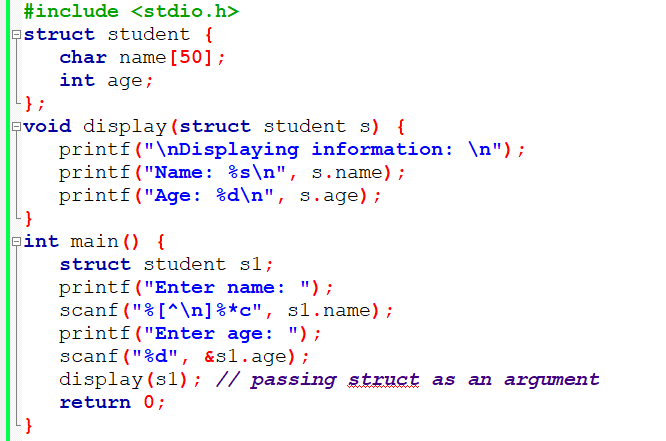 #include <stdio.h>
struct student {
   char name[50];
   int age;
};
void display(struct student s) {
   printf("\nDisplaying information: \n");
   printf("Name: %s\n", s.name);
   printf("Age: %d\n", s.age);
}
int main() {
   struct student s1;
   printf("Enter name: ");
   scanf("%[^\n]%*c", s1.name);
   printf("Enter age: ");
   scanf("%d", &s1.age);
   display(s1); // passing struct as an argument
   return 0;
}